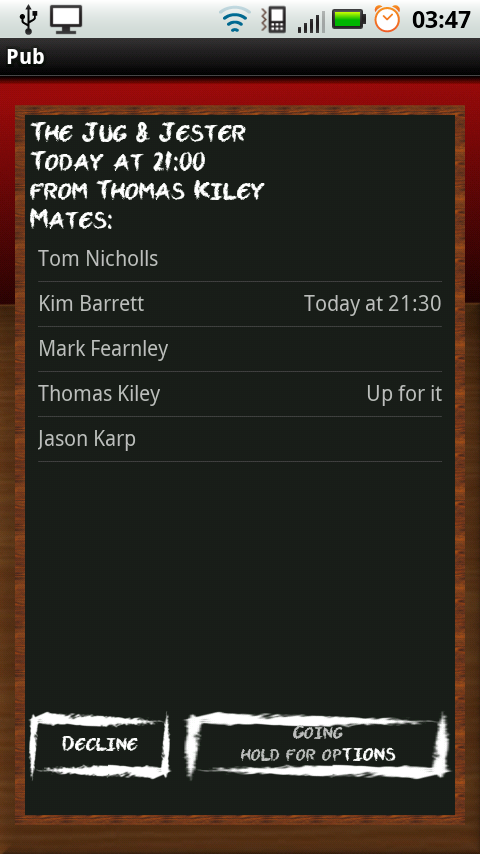 03:47
Pub
The Jug & Jester
Today at 21:00
from Thomas Kiley
Mates:
Tom Nicholls
Kim Barrett Today at 21:30
Mark Fearnley
Thomas Kiley Up for it
Jason Karp
Decline
Going
hold for options